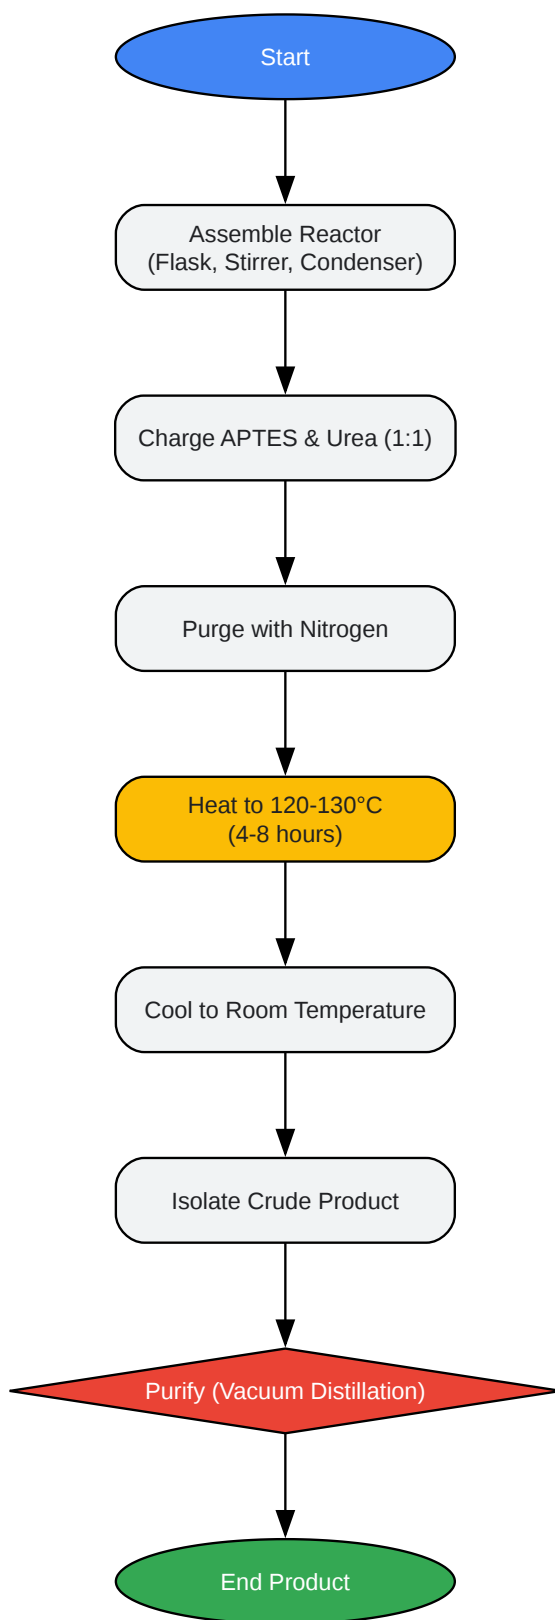 Start
Assemble Reactor
(Flask, Stirrer, Condenser)
Charge APTES & Urea (1:1)
Purge with Nitrogen
Heat to 120-130°C
(4-8 hours)
Cool to Room Temperature
Isolate Crude Product
Purify (Vacuum Distillation)
End Product